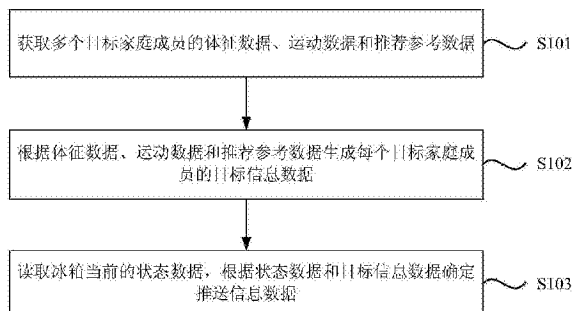 获取多个目标家庭成员的体征数据、运动数据和推荐参考数据
S101
根据体征数据、运动数据和推荐参考数据生成每个目标家庭成
员的目标信息数据
S102
读取冰箱当前的状态数据，根据状态数据和目标信息数据确定
推送信息数据
S103